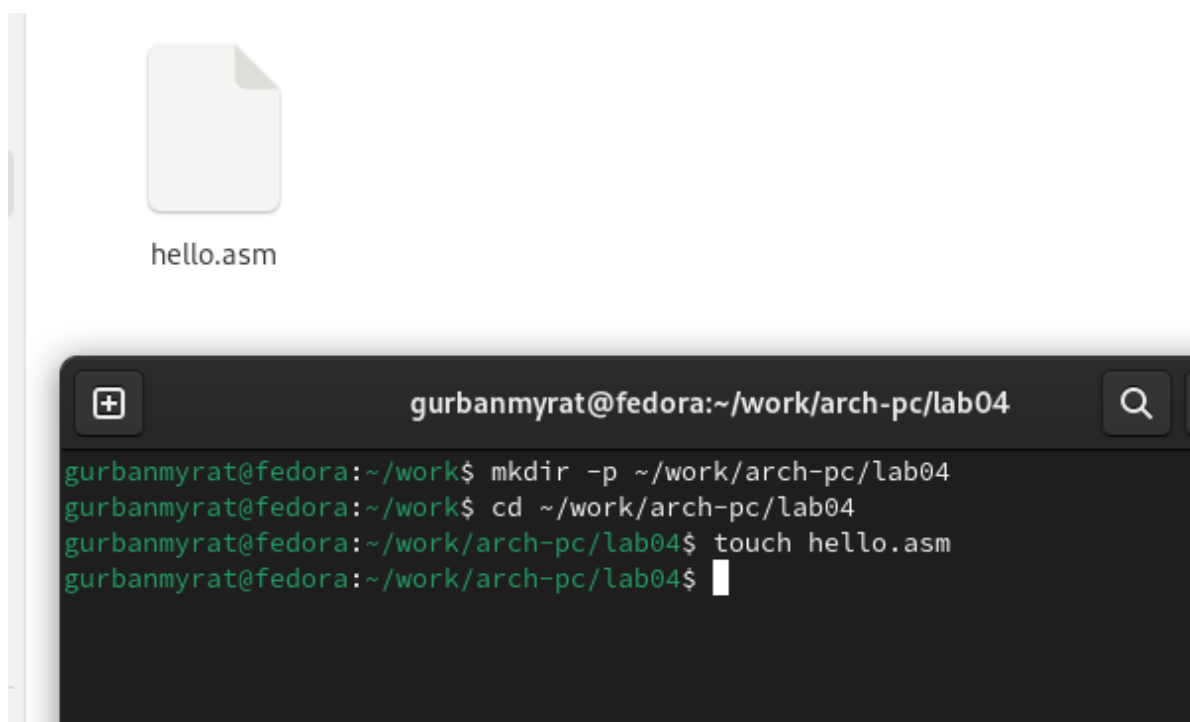 hello.asm
gurbanmyrat@fedora:~/work/arch-pc/lab04
gurbanmyrat@fedora:~/work$ mkdir -p ~/work/arch-pc/lab04
gurbanmyrat@fedora:~/work$ cd ~/work/arch-pc/lab04
gurbanmyrat@fedora:~/work/arch-pc/lab04$ touch hello.asm
gurbanmyrat@fedora:~/work/arch-pc/lab04$